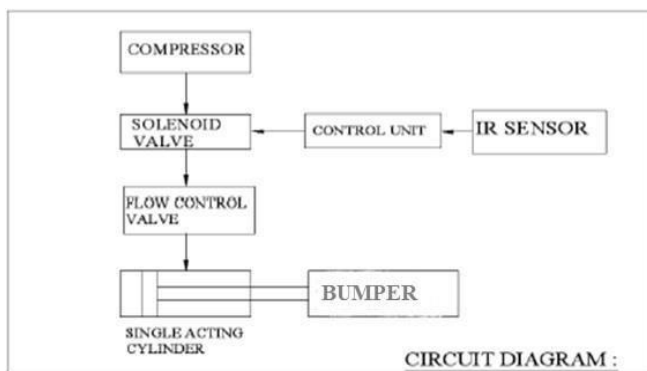 COMPRESSOR
SOLENOID
VALVE
CONTROL UNIT
IR SENSOR
FLOW CONTROL
VALVE
BUMPER
SINGLE ACTING
CYLINDER
CIRCUIT DIAGRAM :